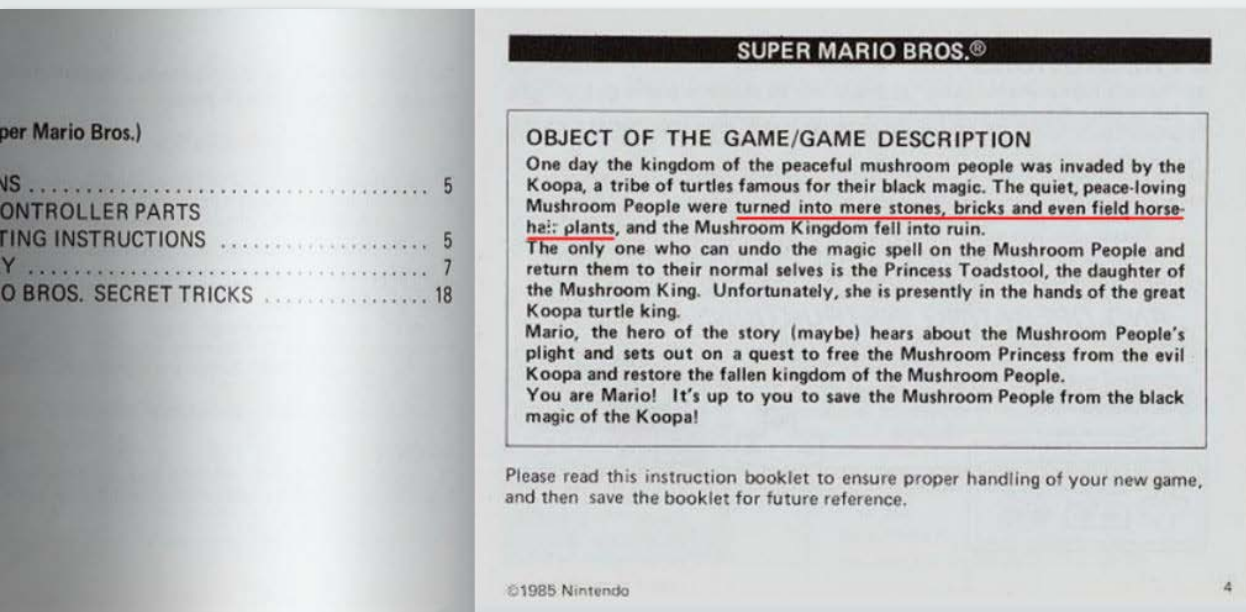 per Mario Bros.)
NS ........................................ 5
ONTROLLER PARTS
TING INSTRUCTIONS ..................... 5
Y ........................................ 7
O BROS. SECRET TRICKS ................ 18
SUPER MARIO BROS.®
OBJECT OF THE GAME/GAME DESCRIPTION
One day the kingdom of the peaceful mushroom people was invaded by the
Koopa, a tribe of turtles famous for their black magic. The quiet, peace-loving
Mushroom People were turned into mere stones, bricks and even field horse-
hair plants, and the Mushroom Kingdom fell into ruin.
The only one who can undo the magic spell on the Mushroom People and
return them to their normal selves is the Princess Toadstool, the daughter of
the Mushroom King. Unfortunately, she is presently in the hands of the great
Koopa turtle king.
Mario, the hero of the story (maybe) hears about the Mushroom People's
plight and sets out on a quest to free the Mushroom Princess from the evil
Koopa and restore the fallen kingdom of the Mushroom People.
You are Mario! It's up to you to save the Mushroom People from the black
magic of the Koopa!
Please read this instruction booklet to ensure proper handling of your new game,
and then save the booklet for future reference.
©1985 Nintendo
4